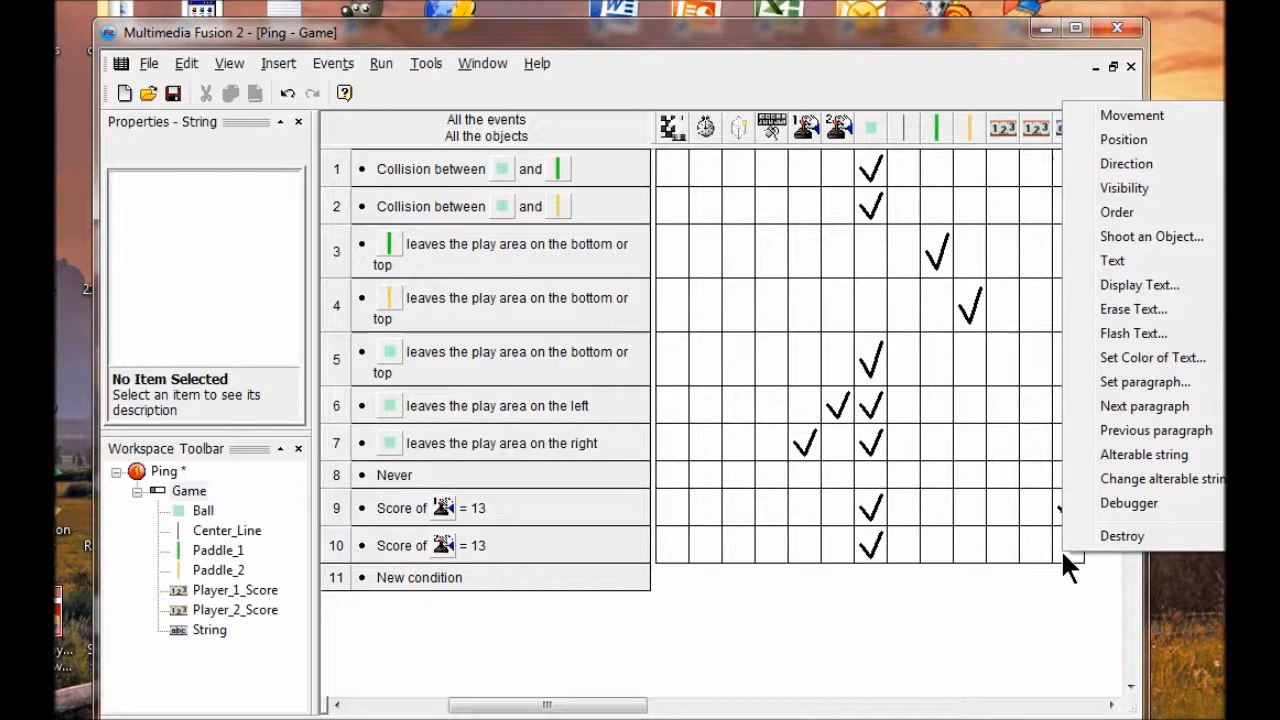 Multimedia Fusion 2 - [Ping - Game]
File Edit View Insert Events Run Tools Window Help
Properties - String
No Item Selected
Select an item to see its
description
Workspace Toolbar
Ping *
Game
Ball
Center_Line
Paddle_1
Paddle_2
Player_1_Score
Player_2_Score
String
All the events
All the objects
1 • Collision between and
2 • Collision between and
3 • leaves the play area on the bottom or
top
4 • leaves the play area on the bottom or
top
5 • leaves the play area on the bottom or
top
6 • leaves the play area on the left
7 • leaves the play area on the right
8 • Never
9 • Score of = 13
10 • Score of = 13
11 • New condition
Movement
Position
Direction
Visibility
Order
Shoot an Object...
Text
Display Text...
Erase Text...
Flash Text...
Set Color of Text...
Set paragraph...
Next paragraph
Previous paragraph
Alterable string
Change alterable strin
Debugger
Destroy